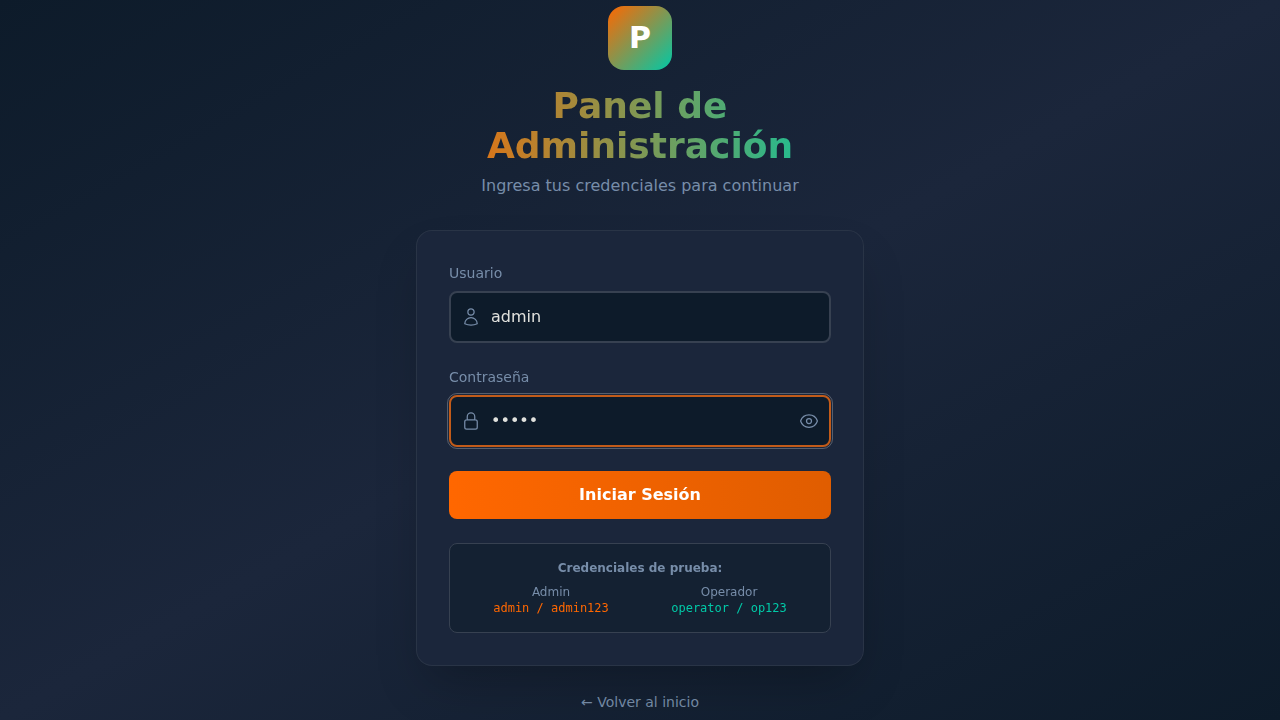 P
Panel de
Administración
Ingresa tus credenciales para continuar
Usuario
admin
Contraseña
•••••
Iniciar Sesión
Credenciales de prueba:
Admin Operador
admin / admin123 operator / op123
← Volver al inicio